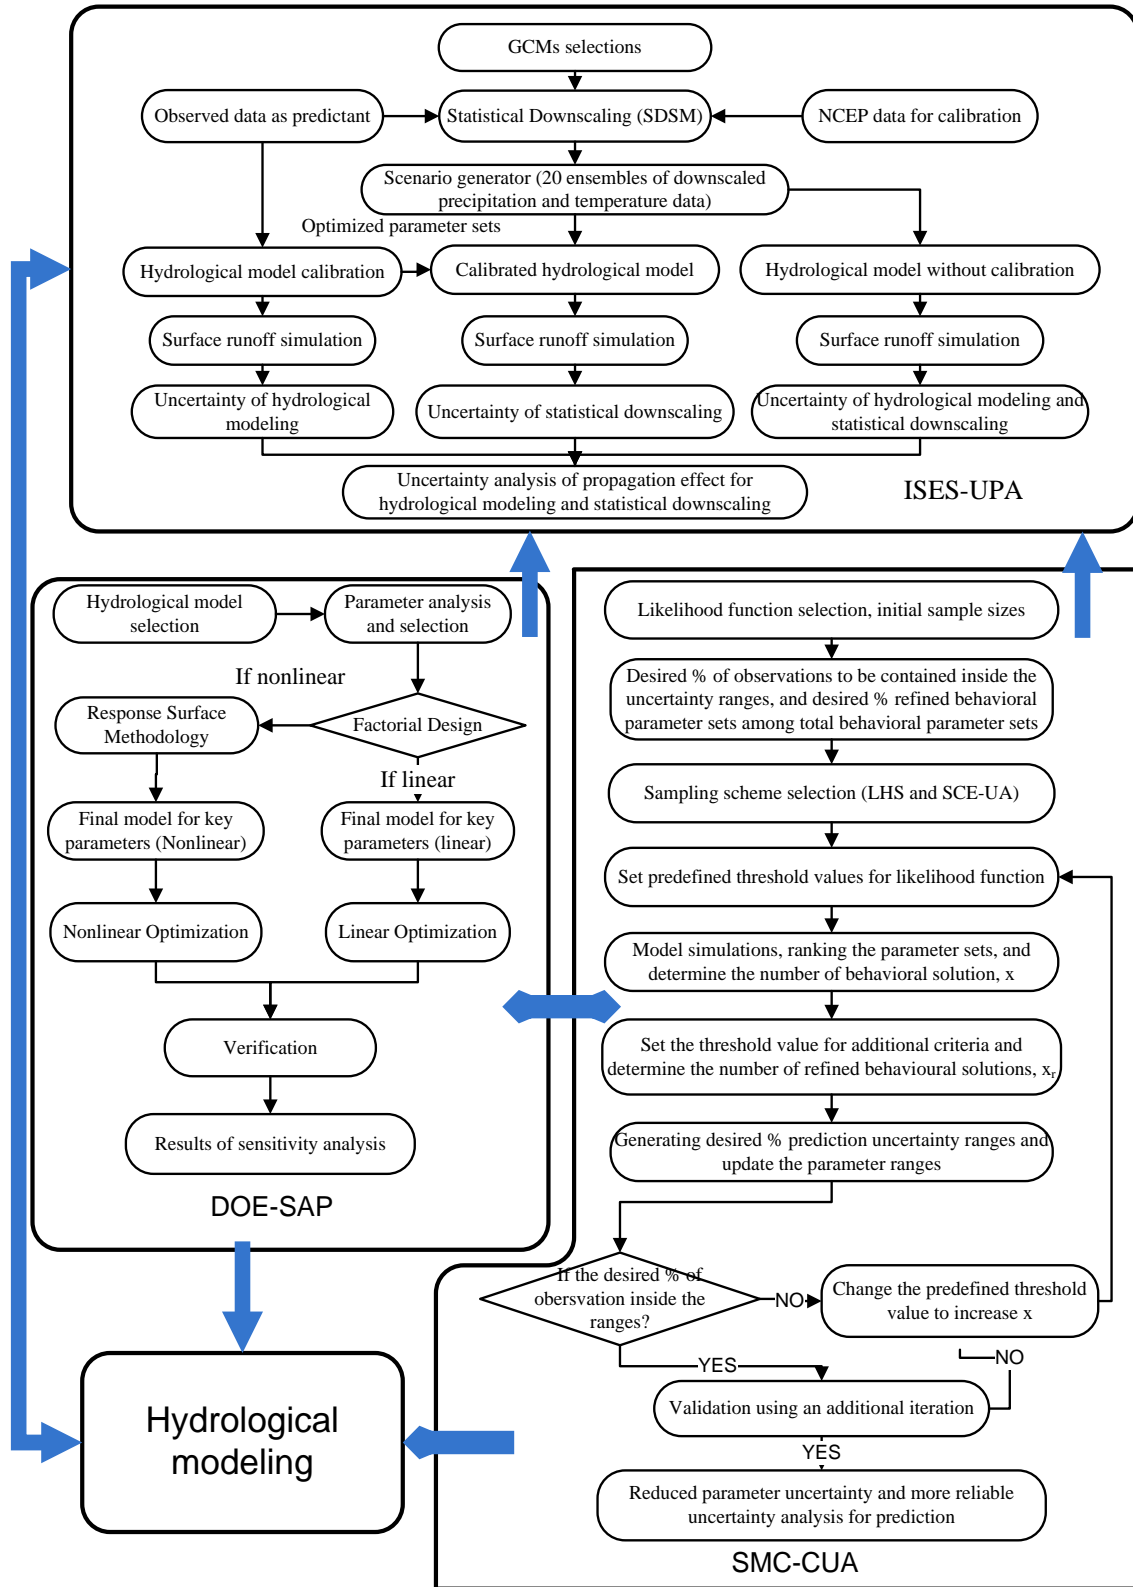 GCMs selections
Observed data as predictant
Statistical Downscaling (SDSM)
NCEP data for calibration
Scenario generator (20 ensembles of downscaled
precipitation and temperature data)
Optimized parameter sets
Hydrological model calibration
Calibrated hydrological model
Hydrological model without calibration
Surface runoff simulation
Surface runoff simulation
Surface runoff simulation
Uncertainty of hydrological
modeling
Uncertainty of statistical downscaling
Uncertainty of hydrological modeling and
statistical downscaling
Uncertainty analysis of propagation effect for
hydrological modeling and statistical downscaling
ISES-UPA
Hydrological model
selection
Parameter analysis
and selection
If nonlinear
Response Surface
Methodology
Factorial Design
If linear
Final model for key
parameters (Nonlinear)
Final model for key
parameters (linear)
Nonlinear Optimization
Linear Optimization
Verification
Results of sensitivity analysis
DOE-SAP
Hydrological
modeling
Likelihood function selection, initial sample sizes
Desired % of observations to be contained inside the
uncertainty ranges, and desired % refined behavioral
parameter sets among total behavioral parameter sets
Sampling scheme selection (LHS and SCE-UA)
Set predefined threshold values for likelihood function
Model simulations, ranking the parameter sets, and
determine the number of behavioral solution, x
Set the threshold value for additional criteria and
determine the number of refined behavioural solutions, xr
Generating desired % prediction uncertainty ranges and
update the parameter ranges
If the desired % of
obersvation inside the
ranges?
NO
Change the predefined threshold
value to increase x
NO
YES
Validation using an additional iteration
YES
Reduced parameter uncertainty and more reliable
uncertainty analysis for prediction
SMC-CUA